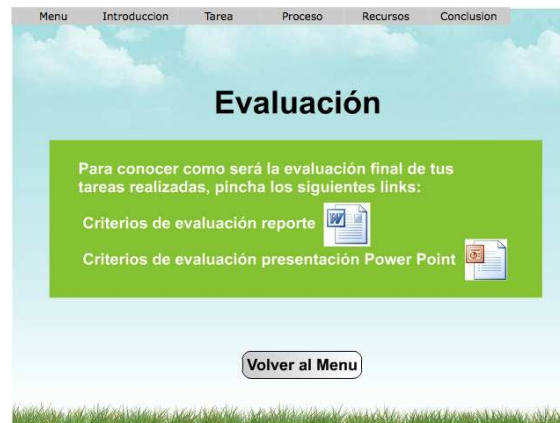 Menu Introduccion Tarea Proceso Recursos Conclusion
Evaluación
Para conocer como será la evaluación final de tus
tareas realizadas, pincha los siguientes links:
Criterios de evaluación reporte
Criterios de evaluación presentación Power Point
Volver al Menu